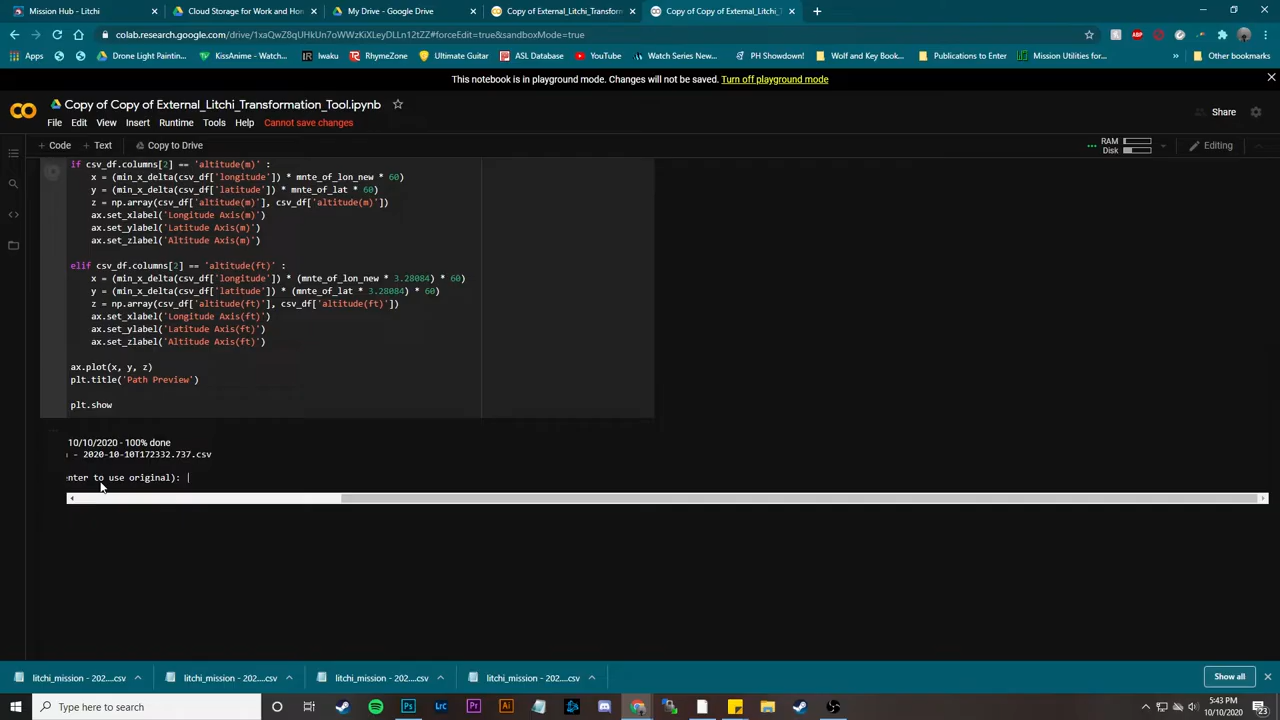 Mission Hub - Litchi
Cloud Storage for Work and Hom
My Drive - Google Drive
Copy of External_Litchi_Transform
Copy of Copy of External_Litchi_T
colab.research.google.com/drive/1xaQwZ8qUHkUn7oWWzKiXLeyDLLn12tZZ#forceEdit=true&sandboxMode=true
Apps
Drone Light Paintin...
KissAnime - Watch...
Iwaku
RhymeZone
Ultimate Guitar
ASL Database
YouTube
Watch Series New...
PH Showdown!
Wolf and Key Book...
Publications to Enter
Mission Utilities for...
Other bookmarks
This notebook is in playground mode. Changes will not be saved. Turn off playground mode
Copy of Copy of External_Litchi_Transformation_Tool.ipynb
Share
File Edit View Insert Runtime Tools Help Cannot save changes
+ Code + Text Copy to Drive
RAM
Disk
Editing
if csv_df.columns[2] == 'altitude(m)' :
x = (min_x_delta(csv_df['longitude']) * mnte_of_lon_new * 60)
y = (min_x_delta(csv_df['latitude']) * mnte_of_lat * 60)
z = np.array(csv_df['altitude(m)'], csv_df['altitude(m)'])
ax.set_xlabel('Longitude Axis(m)')
ax.set_ylabel('Latitude Axis(m)')
ax.set_zlabel('Altitude Axis(m)')
elif csv_df.columns[2] == 'altitude(ft)' :
x = (min_x_delta(csv_df['longitude']) * (mnte_of_lon_new * 3.28084) * 60)
y = (min_x_delta(csv_df['latitude']) * (mnte_of_lat * 3.28084) * 60)
z = np.array(csv_df['altitude(ft)'], csv_df['altitude(ft)'])
ax.set_xlabel('Longitude Axis(ft)')
ax.set_ylabel('Latitude Axis(ft)')
ax.set_zlabel('Altitude Axis(ft)')
ax.plot(x, y, z)
plt.title('Path Preview')
plt.show
10/10/2020 - 100% done
- 2020-10-10T172332.737.csv
nter to use original):
litchi_mission - 202....csv
litchi_mission - 202....csv
litchi_mission - 202....csv
litchi_mission - 202....csv
Show all
Type here to search
Ps
Lrc
Pr
Ai
5:43 PM
10/10/2020